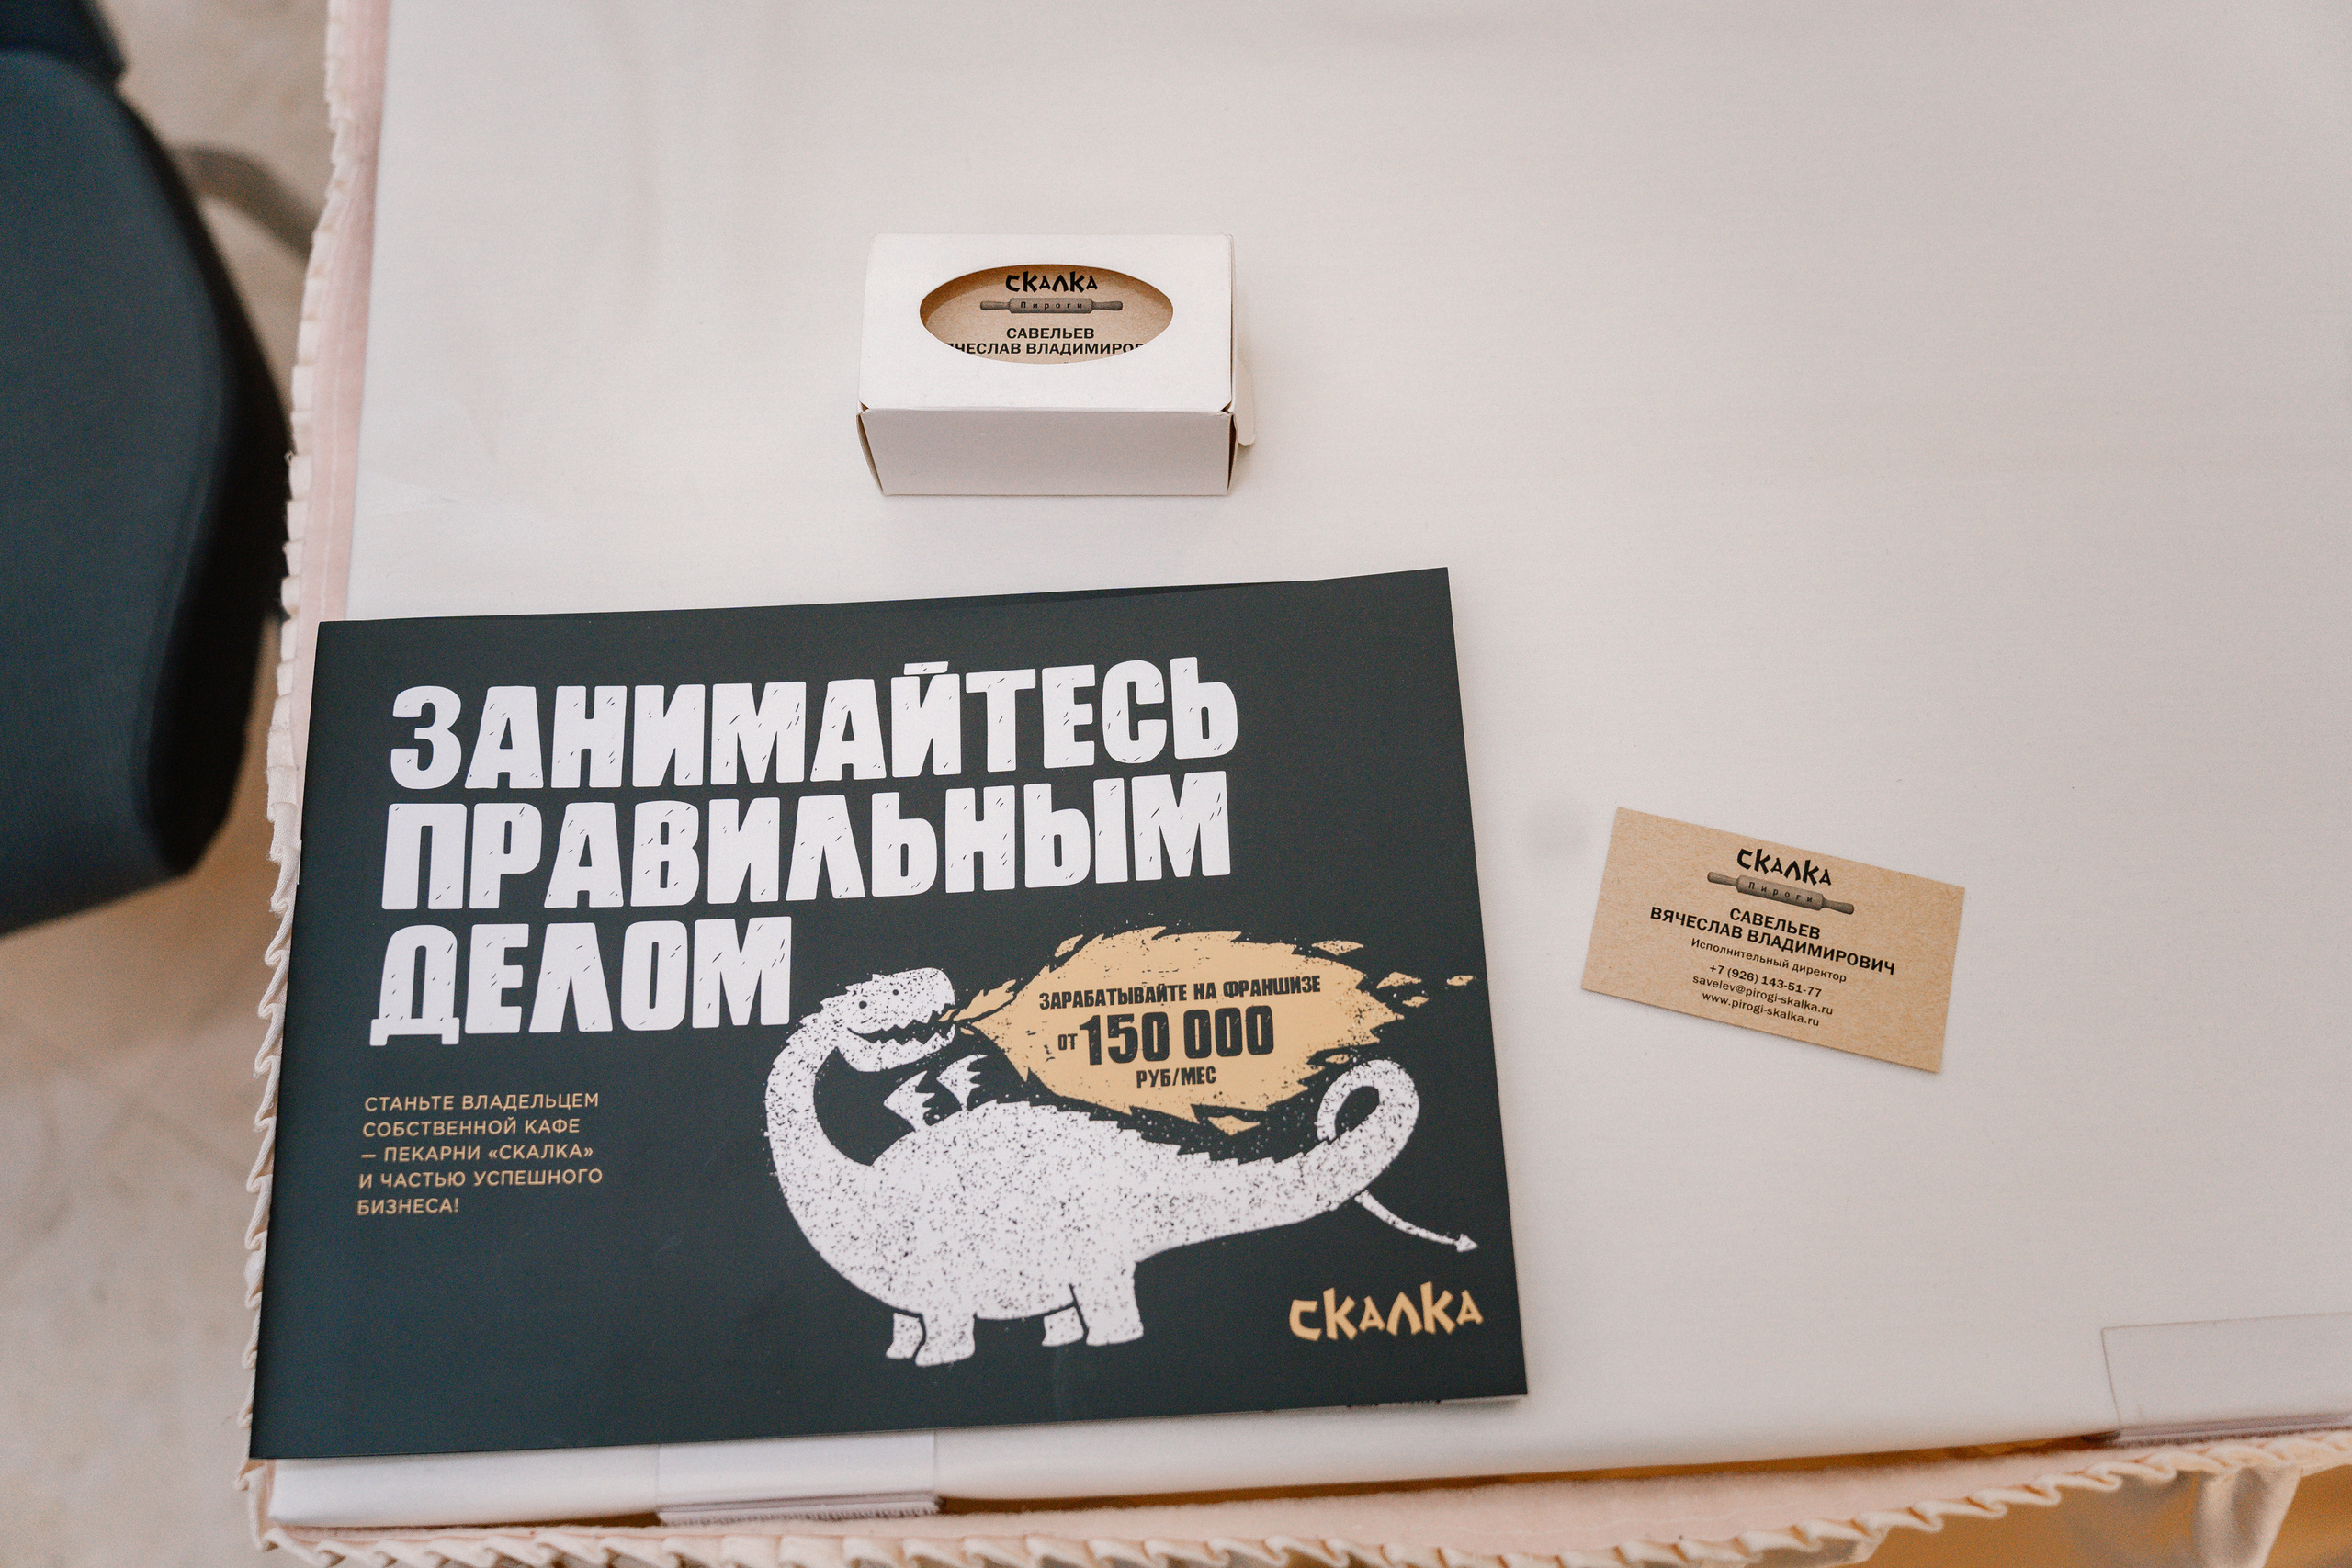 СКАЛКА
Пироги
САВЕЛЬЕВ
ЯЧЕСЛАВ ВЛАДИМИРОВ
ЗАНИМАЙТЕСЬ
ПРАВИЛЬНЫМ
ДЕЛОМ
ЗАРАБАТЫВАЙТЕ НА ФРАНШИЗЕ
ОТ 150 000
РУБ/МЕС
СТАНЬТЕ ВЛАДЕЛЬЦЕМ
СОБСТВЕННОЙ КАФЕ
– ПЕКАРНИ «СКАЛКА»
И ЧАСТЬЮ УСПЕШНОГО
БИЗНЕСА!
СКАЛКА
СКАЛКА
Пироги
САВЕЛЬЕВ
ВЯЧЕСЛАВ ВЛАДИМИРОВИЧ
Исполнительный директор
+7 (926) 143-51-77
savelev@pirogi-skalka.ru
www.pirogi-skalka.ru